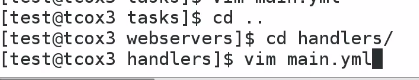 [test@tcox3 tasks]$ vim main.yml
[test@tcox3 tasks]$ cd ..
[test@tcox3 webservers]$ cd handlers/
[test@tcox3 handlers]$ vim main.yml